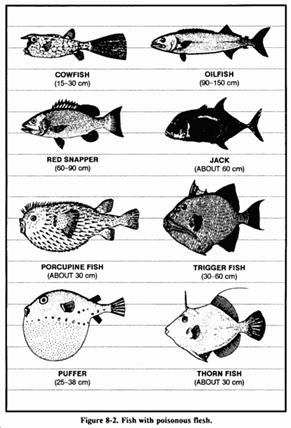 COWFISH
(15-30 cm)
OILFISH
(90-150 cm)
RED SNAPPER
(60-90 cm)
JACK
(ABOUT 60 cm)
PORCUPINE FISH
(ABOUT 30 cm)
TRIGGER FISH
(30-60 cm)
PUFFER
(25-38 cm)
THORN FISH
(ABOUT 30 cm)
Figure 8-2. Fish with poisonous flesh.